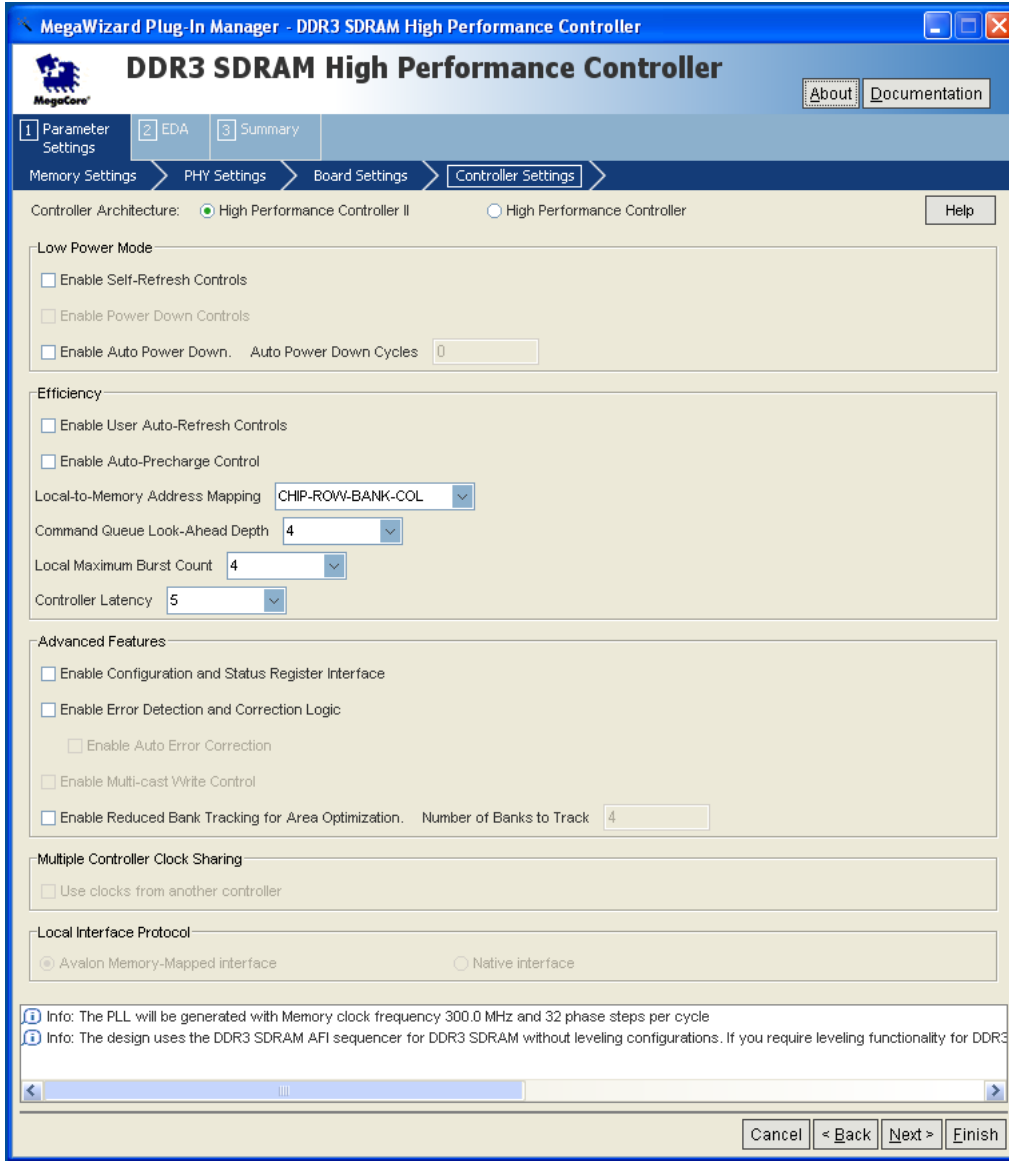 MegaWizard Plug-In Manager - DDR3 SDRAM High Performance Controller
DDR3 SDRAM High Performance Controller
MegaCore®
About Documentation
1 Parameter Settings 2 EDA 3 Summary
Memory Settings PHY Settings Board Settings Controller Settings
Controller Architecture: High Performance Controller II High Performance Controller Help
Low Power Mode
Enable Self-Refresh Controls
Enable Power Down Controls
Enable Auto Power Down. Auto Power Down Cycles 0
Efficiency
Enable User Auto-Refresh Controls
Enable Auto-Precharge Control
Local-to-Memory Address Mapping CHIP-ROW-BANK-COL
Command Queue Look-Ahead Depth 4
Local Maximum Burst Count 4
Controller Latency 5
Advanced Features
Enable Configuration and Status Register Interface
Enable Error Detection and Correction Logic
Enable Auto Error Correction
Enable Multi-cast Write Control
Enable Reduced Bank Tracking for Area Optimization. Number of Banks to Track 4
Multiple Controller Clock Sharing
Use clocks from another controller
Local Interface Protocol
Avalon Memory-Mapped interface Native interface
Info: The PLL will be generated with Memory clock frequency 300.0 MHz and 32 phase steps per cycle
Info: The design uses the DDR3 SDRAM AFI sequencer for DDR3 SDRAM without leveling configurations. If you require leveling functionality for DDR3
Cancel < Back Next > Finish